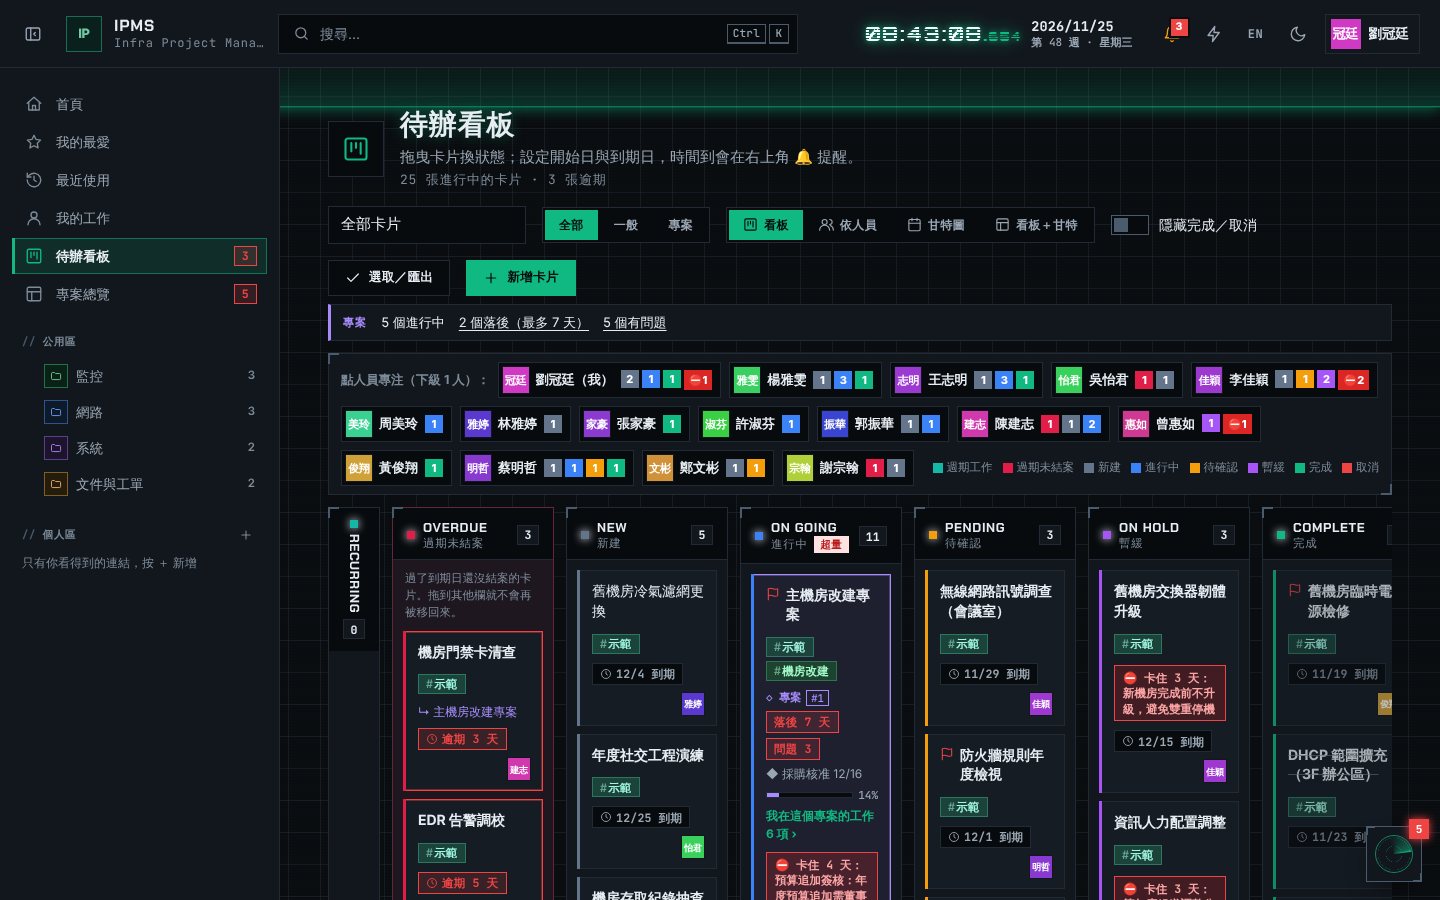 IP
IPMS
Infra Project Mana…
搜尋...
Ctrl K
2026/11/25
第 48 週 · 星期三
3
EN
冠廷 劉冠廷
首頁
我的最愛
最近使用
我的工作
待辦看板 3
專案總覽 5
// 公用區
監控 3
網路 3
系統 2
文件與工單 2
// 個人區 +
只有你看得到的連結，按 + 新增
待辦看板
拖曳卡片換狀態；設定開始日與到期日，時間到會在右上角 🔔 提醒。
25 張進行中的卡片 · 3 張逾期
全部卡片
全部 一般 專案
看板 依人員 甘特圖 看板＋甘特
隱藏完成／取消
選取／匯出
新增卡片
專案 5 個進行中 2 個落後（最多 7 天） 5 個有問題
點人員專注（下級 1 人）：
冠廷 劉冠廷（我） 2 1 1 ⛔1
雅雯 楊雅雯 1 3 1
志明 王志明 1 3 1
怡君 吳怡君 1 1
佳穎 李佳穎 1 1 2 ⛔2
美玲 周美玲 1
雅婷 林雅婷 1
家豪 張家豪 1
淑芬 許淑芬 1
振華 郭振華 1 1
建志 陳建志 1 1 2
惠如 曾惠如 1 ⛔1
俊翔 黃俊翔 1
明哲 蔡明哲 1 1 1 1
文彬 鄭文彬 1 1
宗翰 謝宗翰 1 1
週期工作 過期未結案 新建 進行中 待確認 暫緩 完成 取消
RECURRING
0
OVERDUE
過期未結案
3
過了到期日還沒結案的卡
片。拖到其他欄就不會再
被移回來。
機房門禁卡清查
#示範
↳ 主機房改建專案
逾期 3 天
建志
EDR 告警調校
#示範
逾期 5 天
NEW
新建
5
舊機房冷氣濾網更
換
#示範
12/4 到期
雅婷
年度社交工程演練
#示範
12/25 到期
怡君
機房存取紀錄抽查
ON GOING
進行中 超量
11
主機房改建專
案
#示範
#機房改建
◇ 專案 #1
落後 7 天
問題 3
◆ 採購核准 12/16
14%
我在這個專案的工作
6 項 ›
⛔ 卡住 4 天：
預算追加簽核：年
度預算追加需董事
PENDING
待確認
3
無線網路訊號調查
（會議室）
#示範
11/29 到期
佳穎
防火牆規則年
度檢視
#示範
12/1 到期
明哲
ON HOLD
暫緩
3
舊機房交換器韌體
升級
#示範
⛔ 卡住 3 天：
新機房完成前不升
級，避免雙重停機
12/15 到期
佳穎
資訊人力配置調整
#示範
⛔ 卡住 3 天：
COMPLETE
完成
舊機房臨時電
源檢修
#示範
11/19 到期
DHCP 範圍擴充
（3F 辦公區）
#示範
11/23 到
5